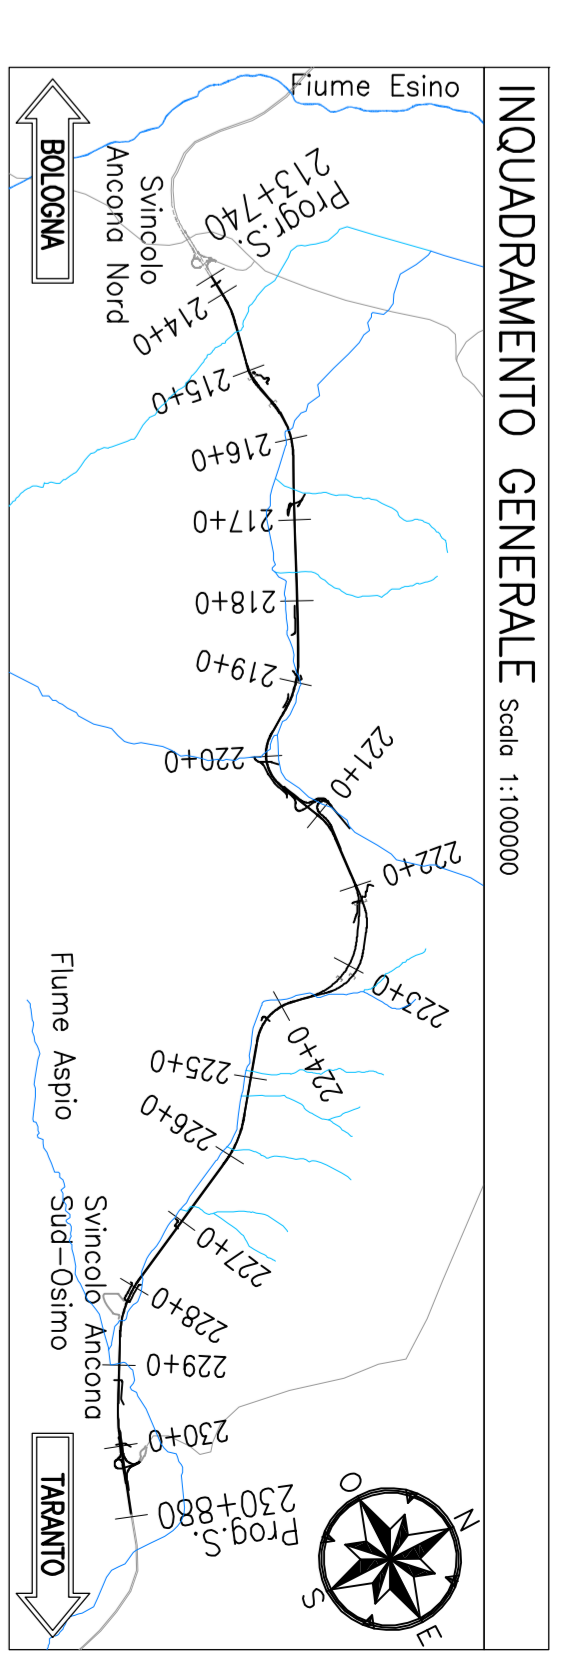 INQUADRAMENTO GENERALE Scala 1:100000
Fiume Esino
BOLOGNA
Svincolo
Ancona Nord
Progr.S.
213+740
214+0
215+0
216+0
217+0
218+0
219+0
220+0
221+0
222+0
223+0
224+0
225+0
226+0
227+0
228+0
229+0
230+0
Prog.S.
230+880
Fiume Aspio
Svincolo Ancona
Sud-Osimo
TARANTO
N
E
S
O